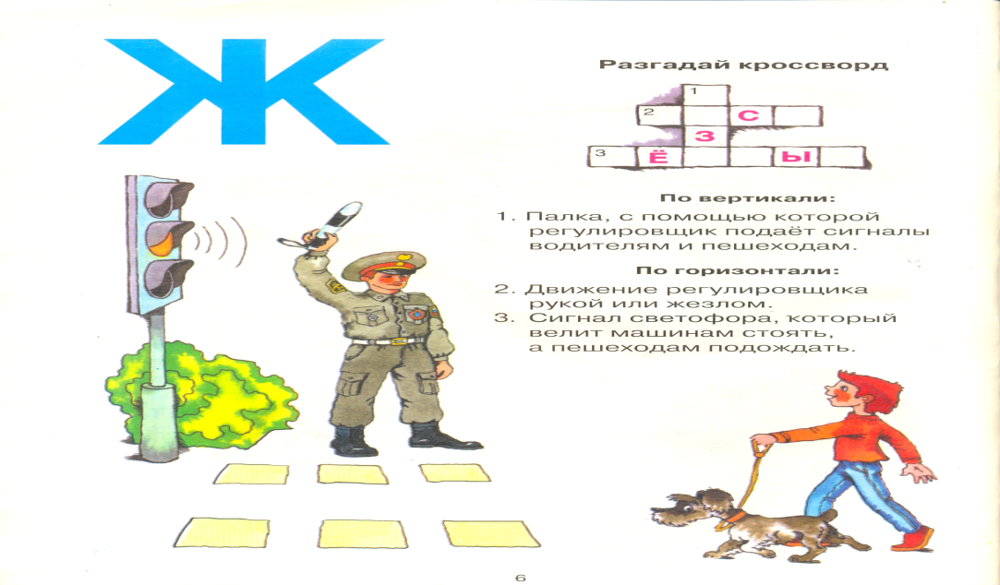 Ж
Разгадай кроссворд
1
2 С
З
3 Ё Ы
По вертикали:
1. Палка, с помощью которой
регулировщик подаёт сигналы
водителям и пешеходам.
По горизонтали:
2. Движение регулировщика
рукой или жезлом.
3. Сигнал светофора, который
велит машинам стоять,
а пешеходам подождать.
6